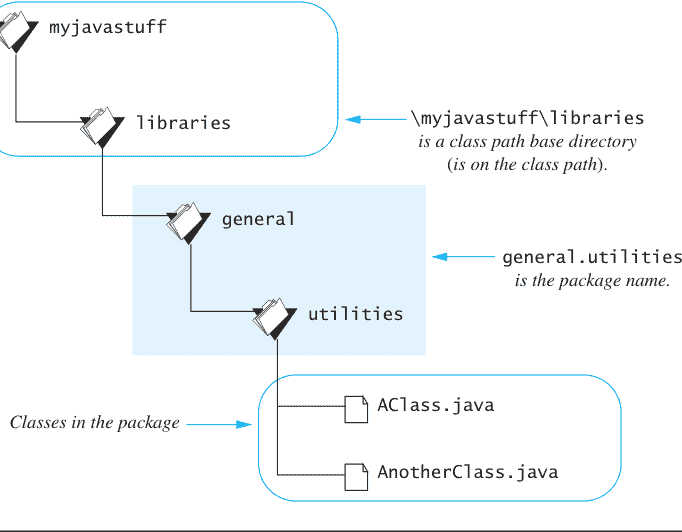 myjavastuff
libraries
\myjavastuff\libraries
is a class path base directory
(is on the class path).
general
general.utilities
is the package name.
utilities
AClass.java
Classes in the package
AnotherClass.java